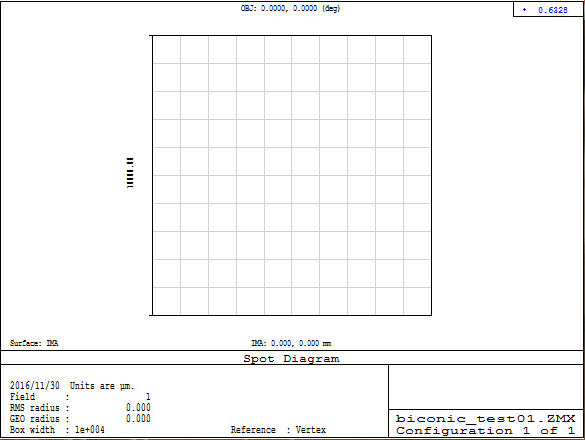 OBJ: 0.0000, 0.0000 (deg)
+ 0.6328
10000.00
Surface: IMA
IMA: 0.000, 0.000 mm
Spot Diagram
2016/11/30 Units are µm.
Field : 1
RMS radius : 0.000
GEO radius : 0.000
Box width : 1e+004 Reference : Vertex
biconic_test01.ZMX
Configuration 1 of 1